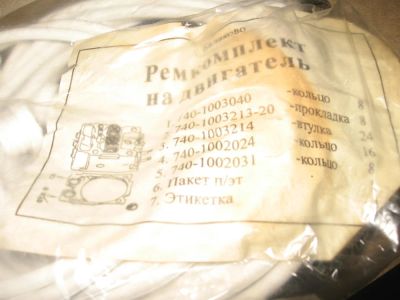 Балаково
Ремкомплект
на двигатель
1. 740-1003040 -кольцо 8
2. 740-1003213-20 -прокладка 8
3. 740-1003214 -втулка 24
4. 740-1002024 -кольцо 16
5. 740-1002031 -кольцо 8
6. Пакет п/эт
7. Этикетка